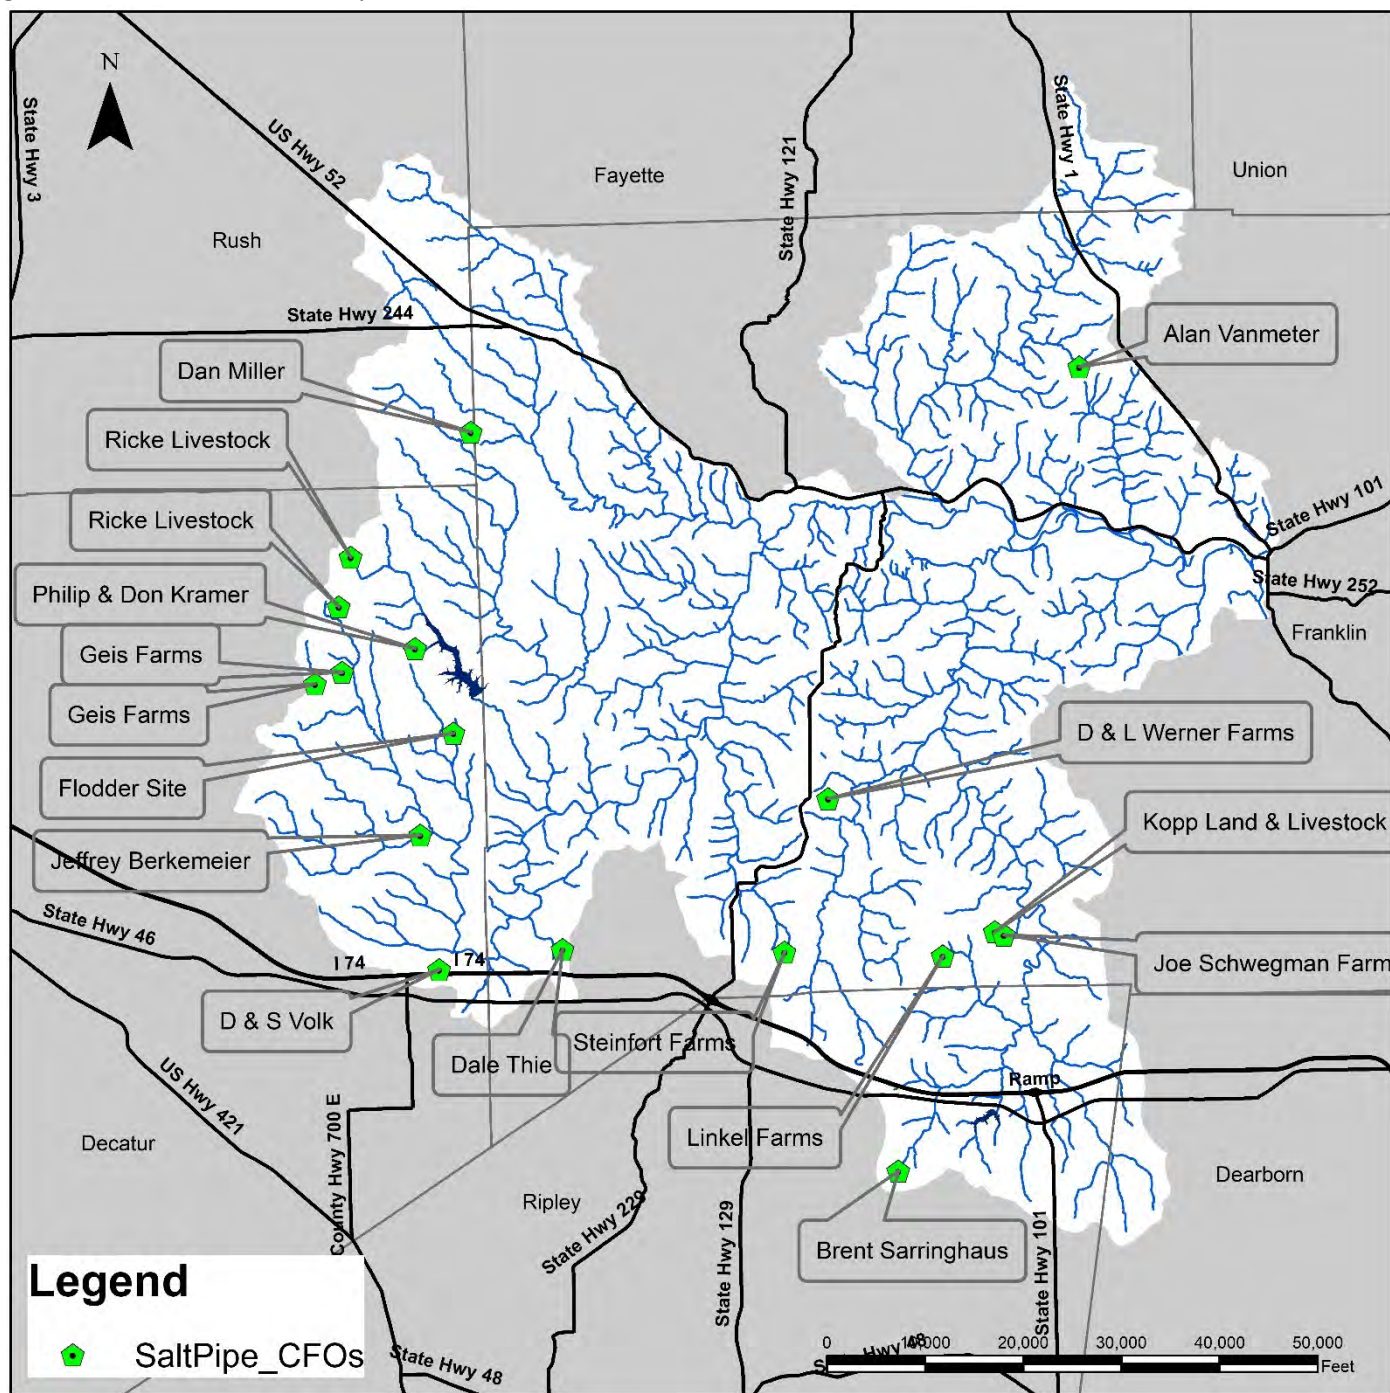 N
State Hwy 3
US Hwy 52
Fayette
State Hwy 121
State Hwy 1
Union
Rush
State Hwy 244
Alan Vanmeter
Dan Miller
Ricke Livestock
State Hwy 101
Ricke Livestock
State Hwy 252
Philip & Don Kramer
Franklin
Geis Farms
Geis Farms
D & L Werner Farms
Flodder Site
Kopp Land & Livestock
Jeffrey Berkemeier
State Hwy 46
I 74
I 74
Joe Schwegman Farm
D & S Volk
Dale Thie
Steinfort Farms
Ramp
US Hwy 421
Linkel Farms
Decatur
County Hwy 700 E
Ripley
State Hwy 229
State Hwy 129
Dearborn
Brent Sarringhaus
State Hwy 101
Legend
SaltPipe_CFOs
State Hwy 48
Hwy 48
0 10,000 20,000 30,000 40,000 50,000
Feet